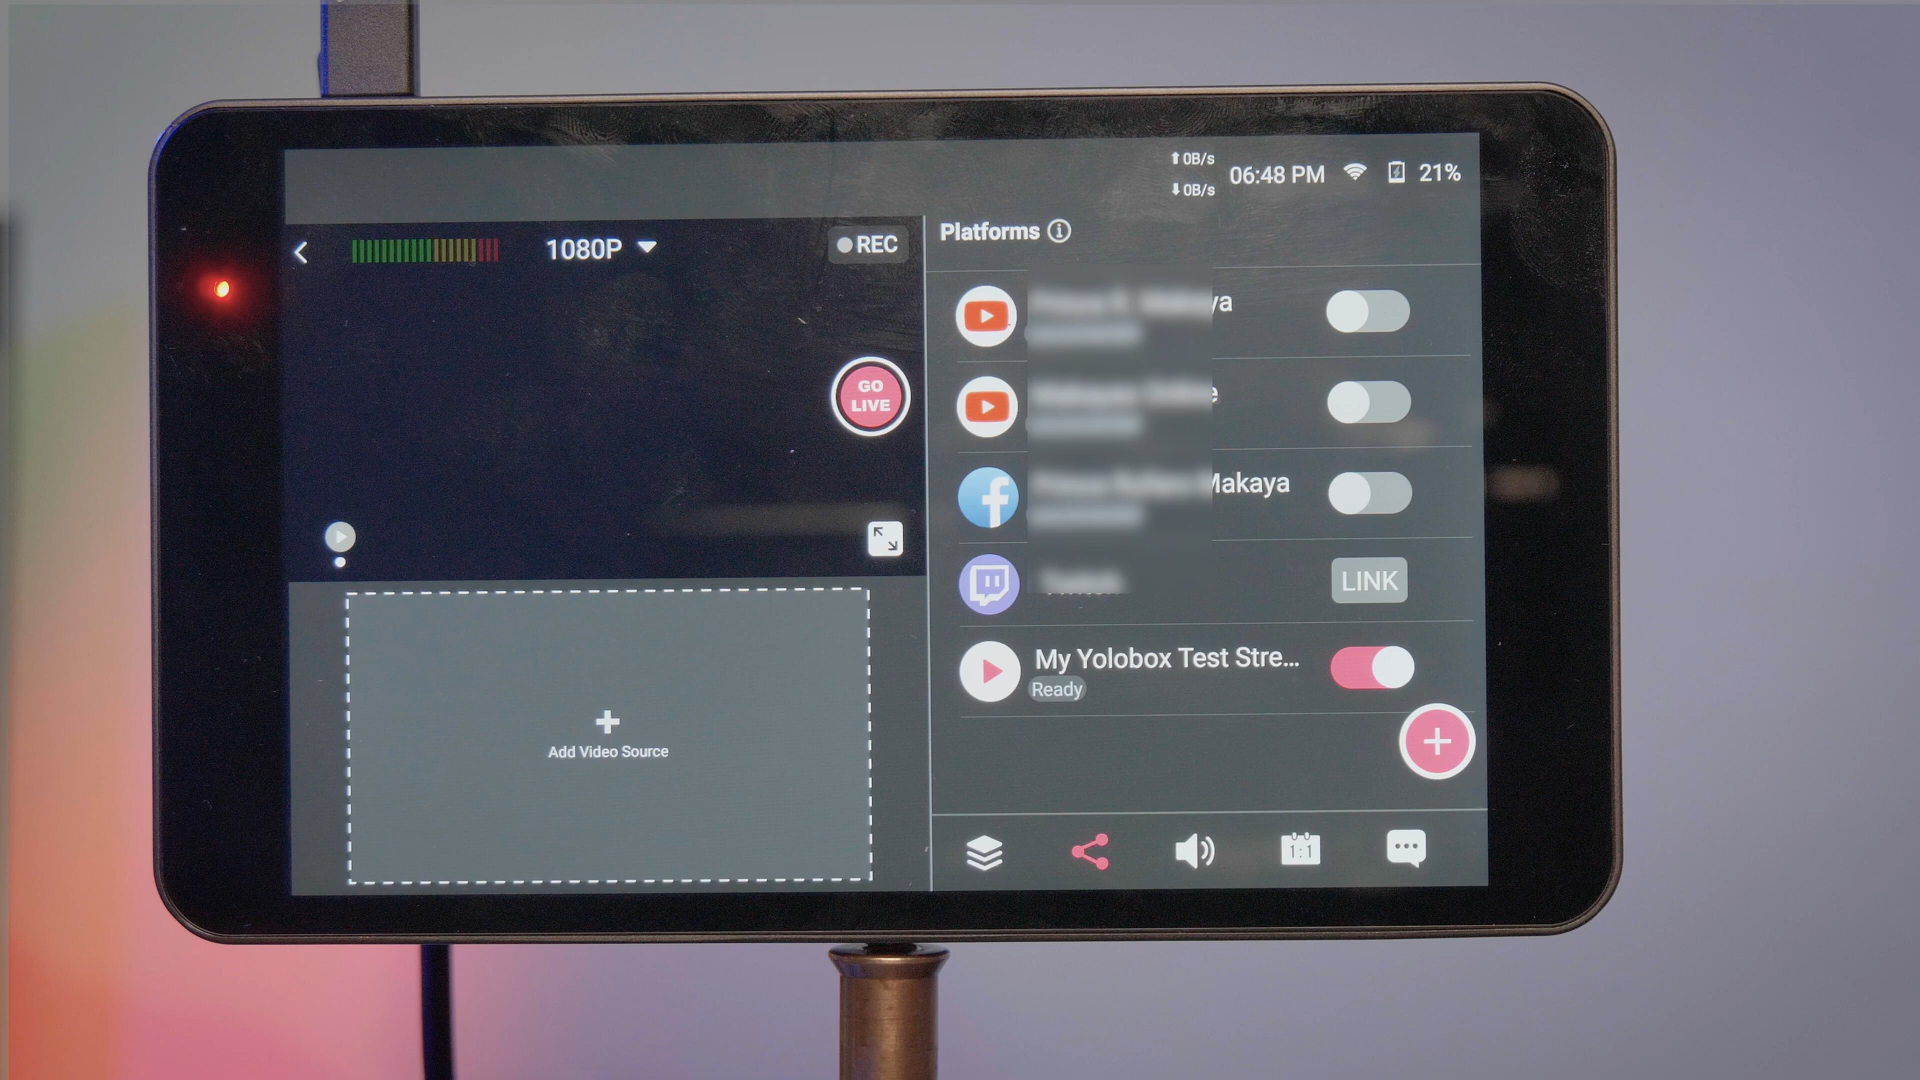 0B/s
0B/s
06:48 PM
21%
1080P
REC
Platforms
GO
LIVE
Makaya
LINK
My Yolobox Test Stre...
Ready
Add Video Source
1:1